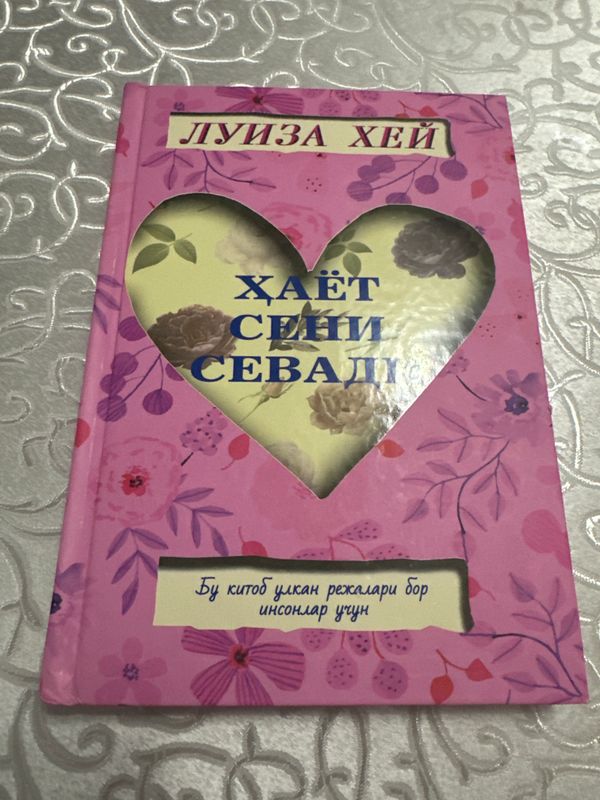 ЛУИЗА ХЕЙ
ҲАЁТ
СЕНИ
СЕВАДИ
Бу китоб улкан режалари бор
инсонлар учун